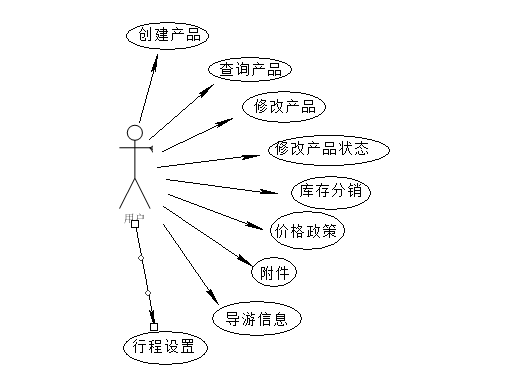 创建产品
查询产品
修改产品
修改产品状态
库存分销
价格政策
用户
附件
导游信息
行程设置